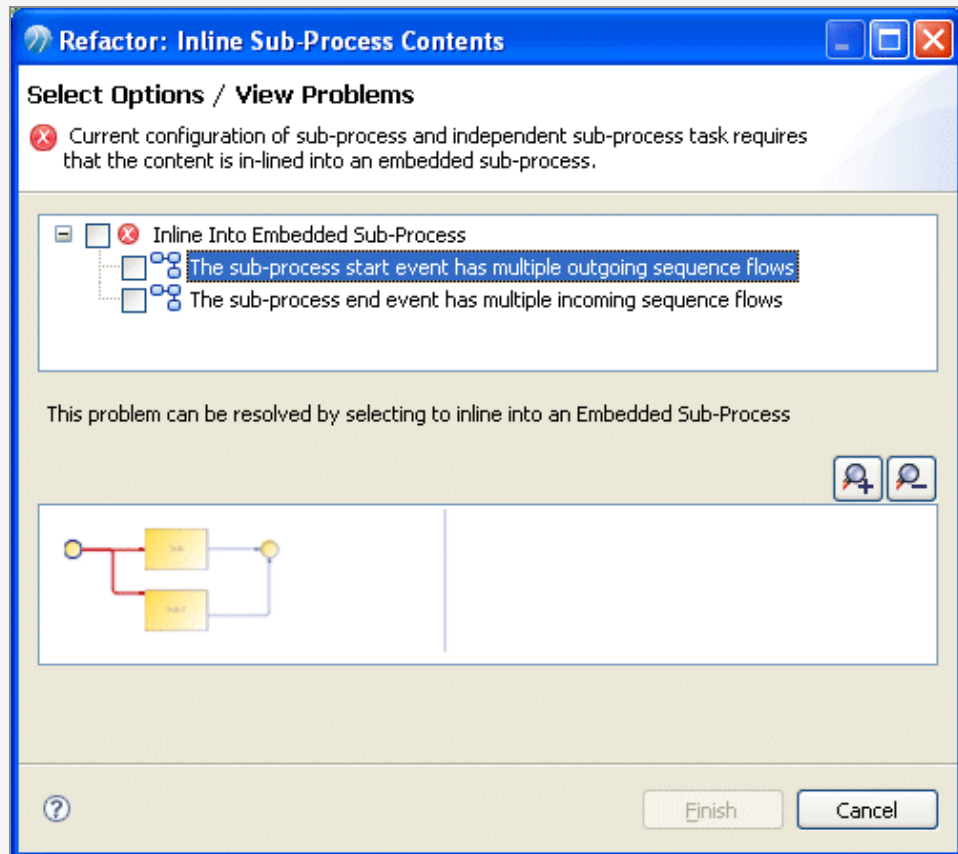 Refactor: Inline Sub-Process Contents
Select Options / View Problems
Current configuration of sub-process and independent sub-process task requires
that the content is in-lined into an embedded sub-process.
Inline Into Embedded Sub-Process
The sub-process start event has multiple outgoing sequence flows
The sub-process end event has multiple incoming sequence flows
This problem can be resolved by selecting to inline into an Embedded Sub-Process
Finish
Cancel